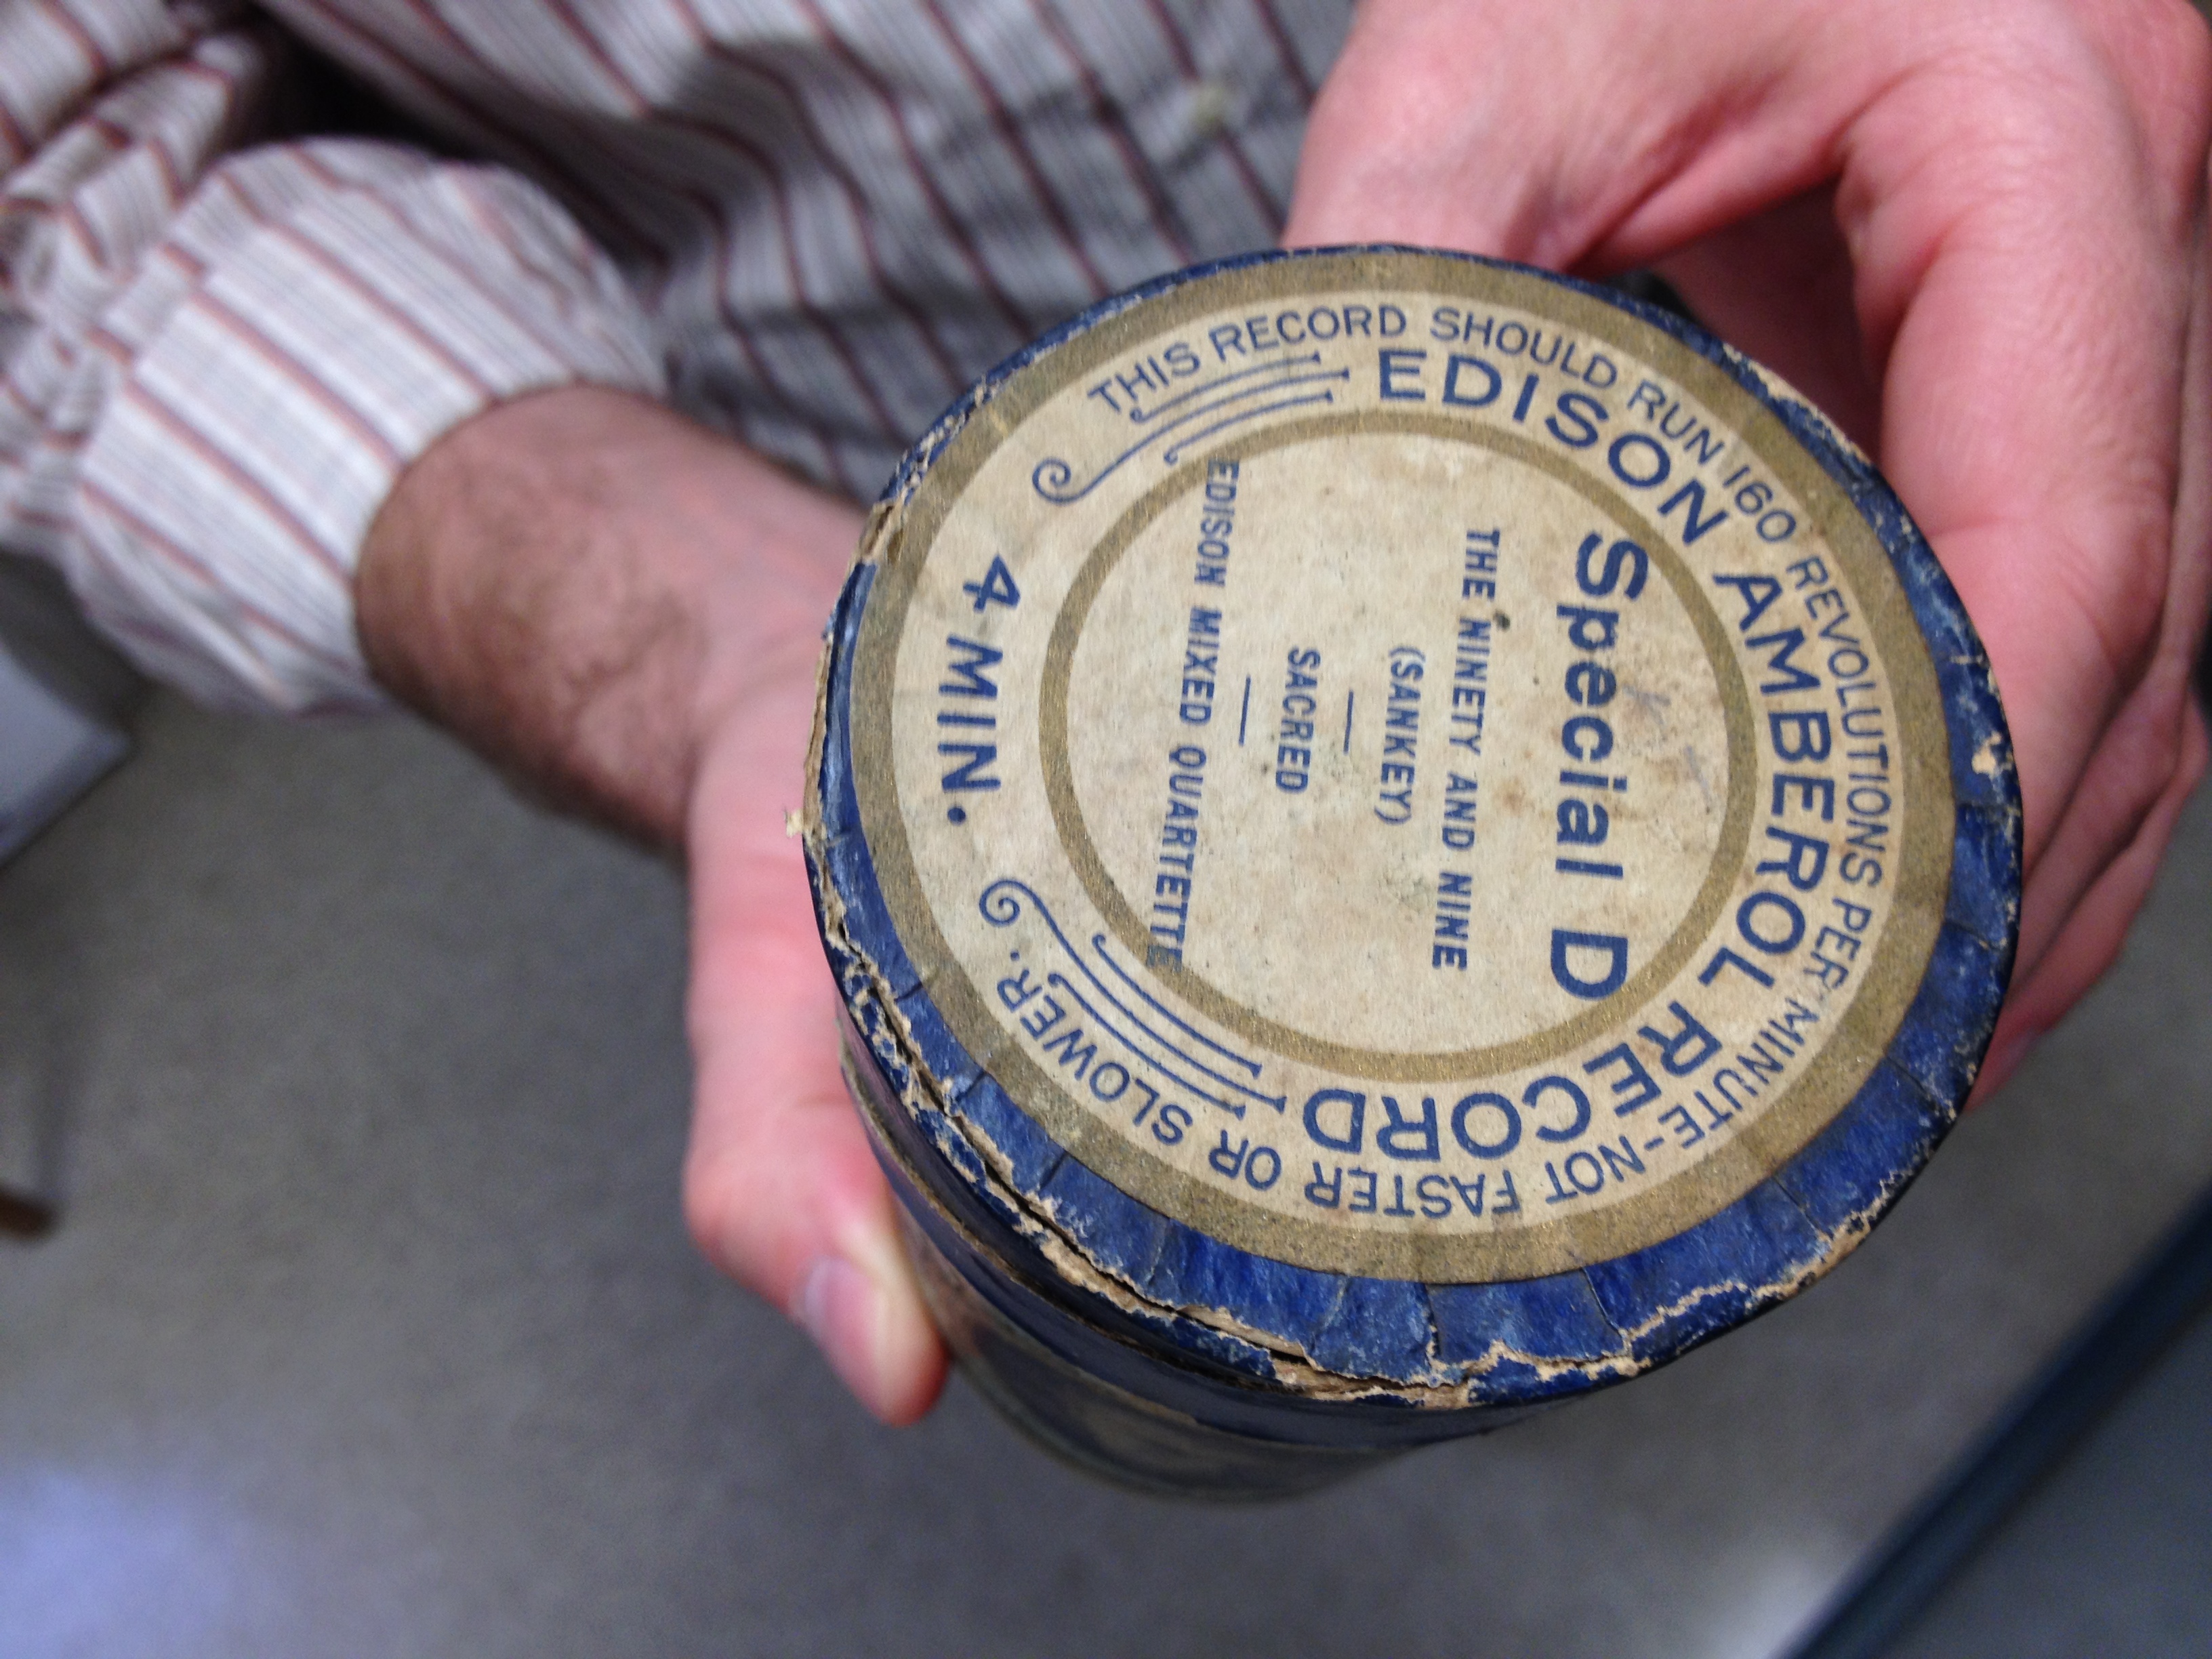 THIS RECORD SHOULD RUN 160 REVOLUTIONS PER MINUTE-NOT FASTER OR SLOWER.
EDISON AMBEROL RECORD
Special D
THE NINETY AND NINE
(SANKEY)
SACRED
EDISON MIXED QUARTETTE
4 MIN.